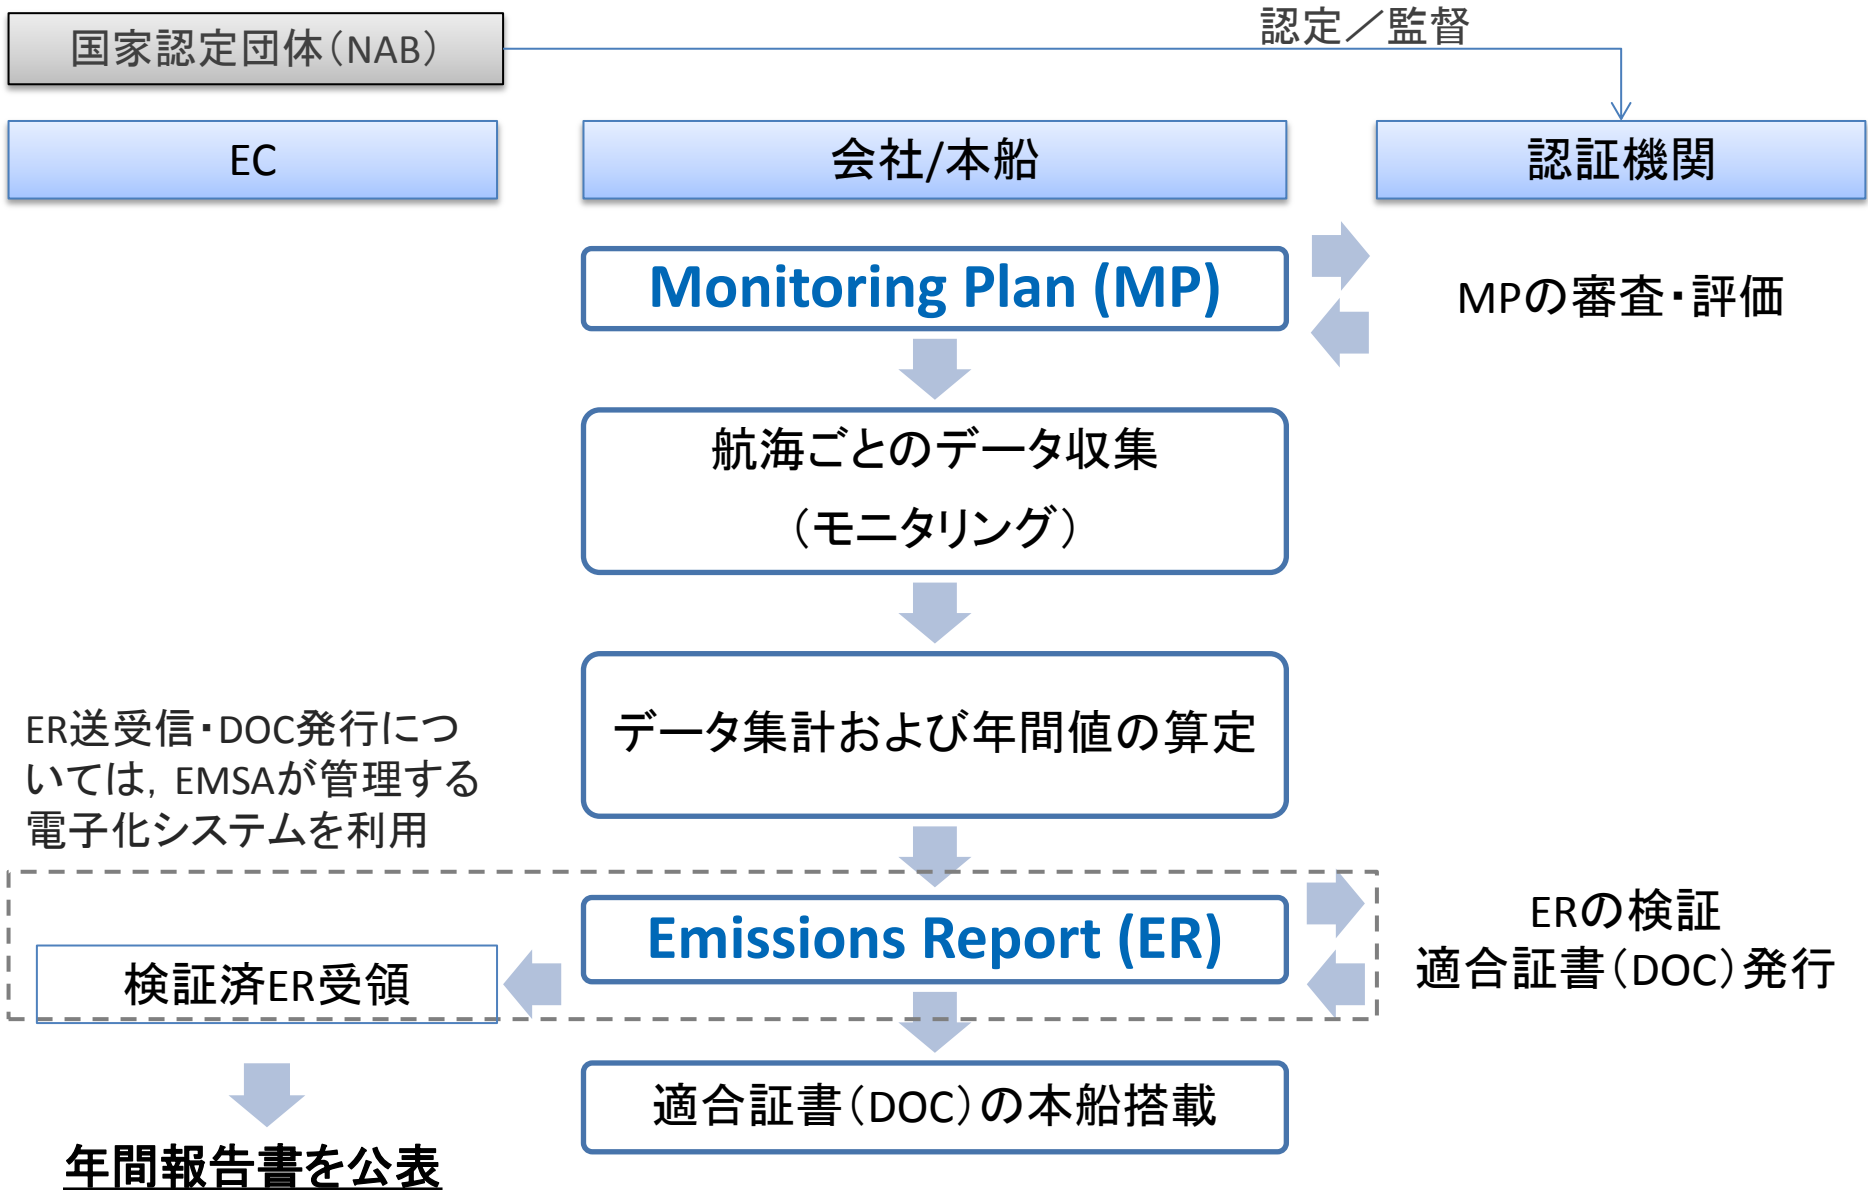 国家認定団体（NAB）
認定／監督
EC
会社/本船
認証機関
Monitoring Plan (MP)
MPの審査・評価
航海ごとのデータ収集
（モニタリング）
データ集計および年間値の算定
ER送受信・DOC発行につ
いては，EMSAが管理する
電子化システムを利用
Emissions Report (ER)
ERの検証
適合証書（DOC）発行
検証済ER受領
適合証書（DOC）の本船搭載
年間報告書を公表